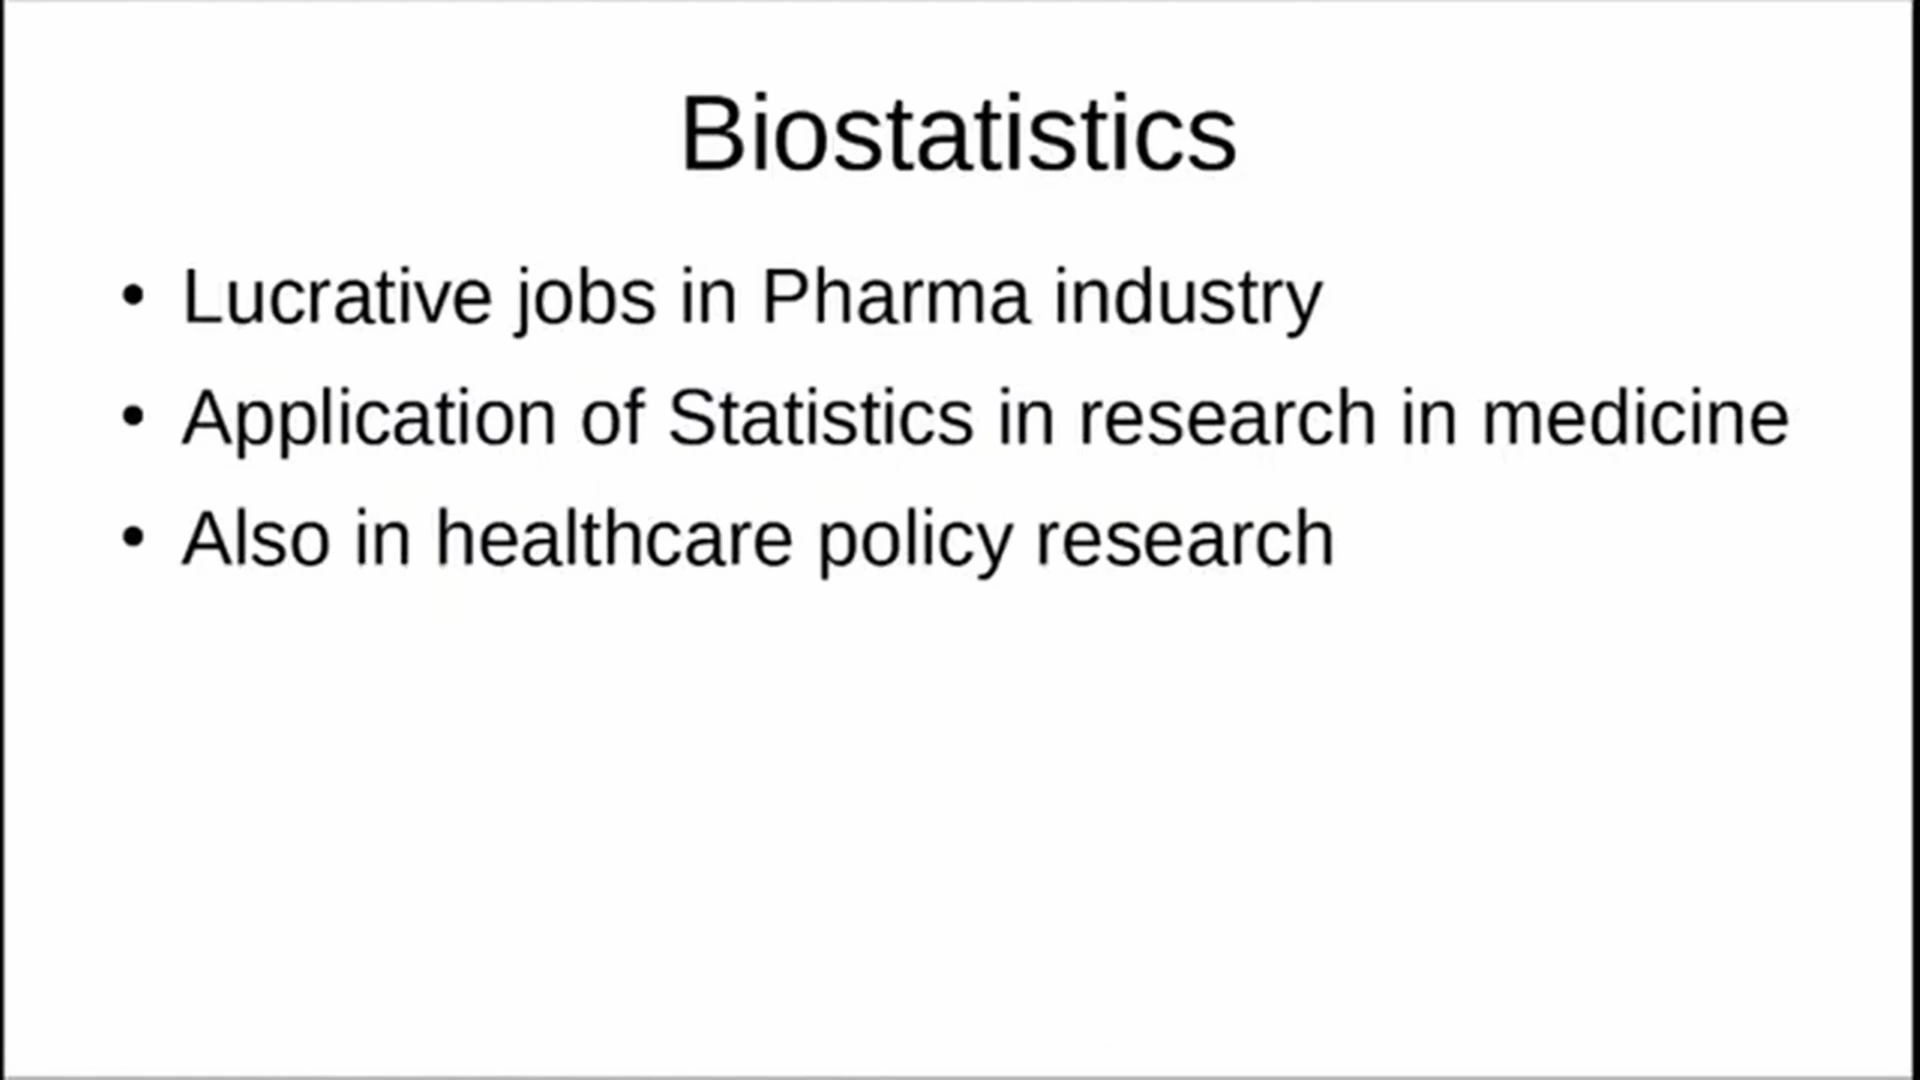 Biostatistics
• Lucrative jobs in Pharma industry
• Application of Statistics in research in medicine
• Also in healthcare policy research